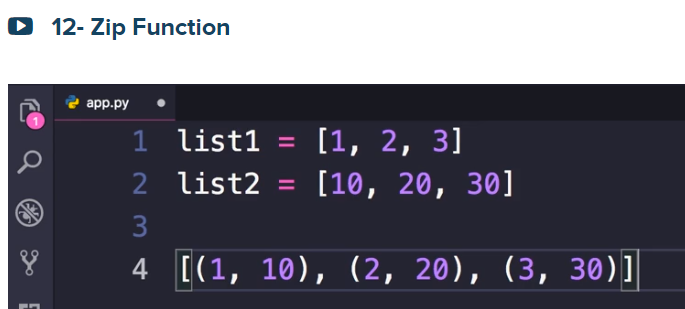 12- Zip Function
app.py
1
1 list1 = [1, 2, 3]
2 list2 = [10, 20, 30]
3
4 [(1, 10), (2, 20), (3, 30)]